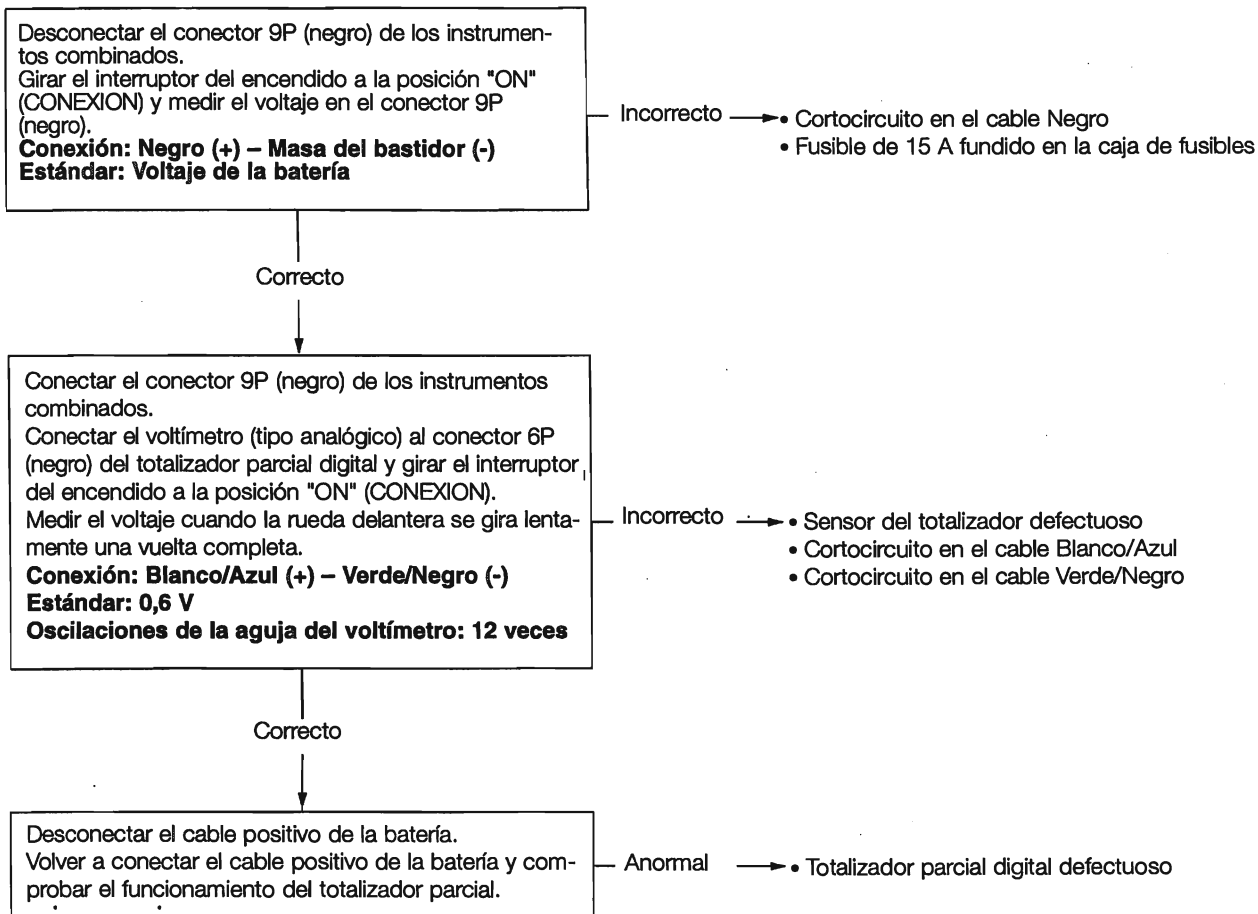 Desconectar el conector 9P (negro) de los instrumen-
tos combinados.
Girar el interruptor del encendido a la posición "ON"
(CONEXION) y medir el voltaje en el conector 9P
(negro).
Conexión: Negro (+) – Masa del bastidor (-)
Estándar: Voltaje de la batería
Incorrecto
• Cortocircuito en el cable Negro
• Fusible de 15 A fundido en la caja de fusibles
Correcto
Conectar el conector 9P (negro) de los instrumentos
combinados.
Conectar el voltímetro (tipo analógico) al conector 6P
(negro) del totalizador parcial digital y girar el interruptor
del encendido a la posición "ON" (CONEXION).
Medir el voltaje cuando la rueda delantera se gira lenta-
mente una vuelta completa.
Conexión: Blanco/Azul (+) – Verde/Negro (-)
Estándar: 0,6 V
Oscilaciones de la aguja del voltímetro: 12 veces
Incorrecto
• Sensor del totalizador defectuoso
• Cortocircuito en el cable Blanco/Azul
• Cortocircuito en el cable Verde/Negro
Correcto
Desconectar el cable positivo de la batería.
Volver a conectar el cable positivo de la batería y com-
probar el funcionamiento del totalizador parcial.
Anormal
• Totalizador parcial digital defectuoso